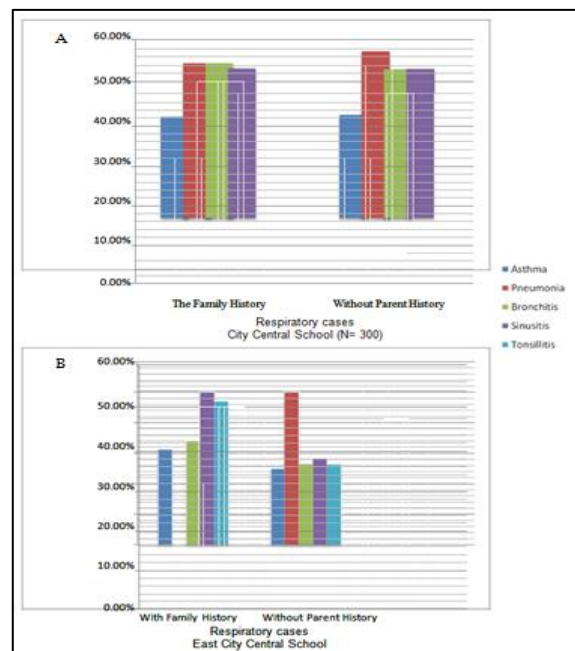 A
60.00%
50.00%
40.00%
30.00%
20.00%
10.00%
0.00%
The Family History Without Parent History
Respiratory cases
City Central School (N= 300)
Asthma
Pneumonia
Bronchitis
Sinusitis
Tonsillitis
B
60.00%
50.00%
40.00%
30.00%
20.00%
10.00%
0.00%
With Family History Without Parent History
Respiratory cases
East City Central School